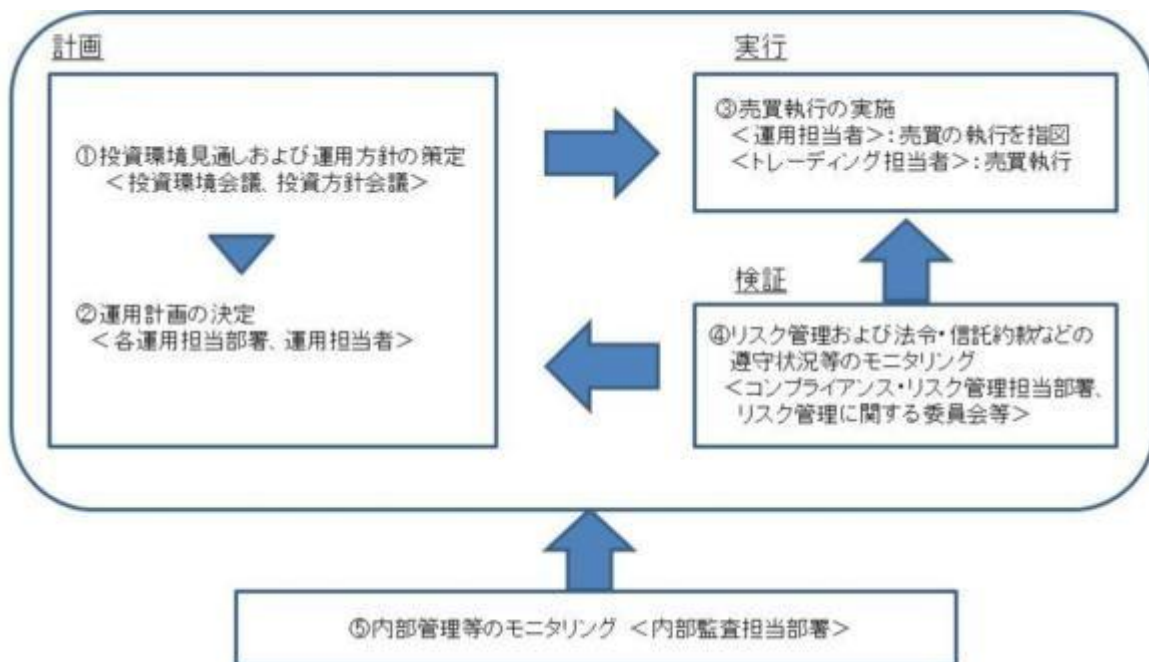 計画
①投資環境見通しおよび運用方針の策定
＜投資環境会議、投資方針会議＞
②運用計画の決定
＜各運用担当部署、運用担当者＞
実行
③売買執行の実施
＜運用担当者＞：売買の執行を指図
＜トレーディング担当者＞：売買執行
検証
④リスク管理および法令・信託約款などの
遵守状況等のモニタリング
＜コンプライアンス・リスク管理担当部署、
リスク管理に関する委員会等＞
⑤内部管理等のモニタリング ＜内部監査担当部署＞